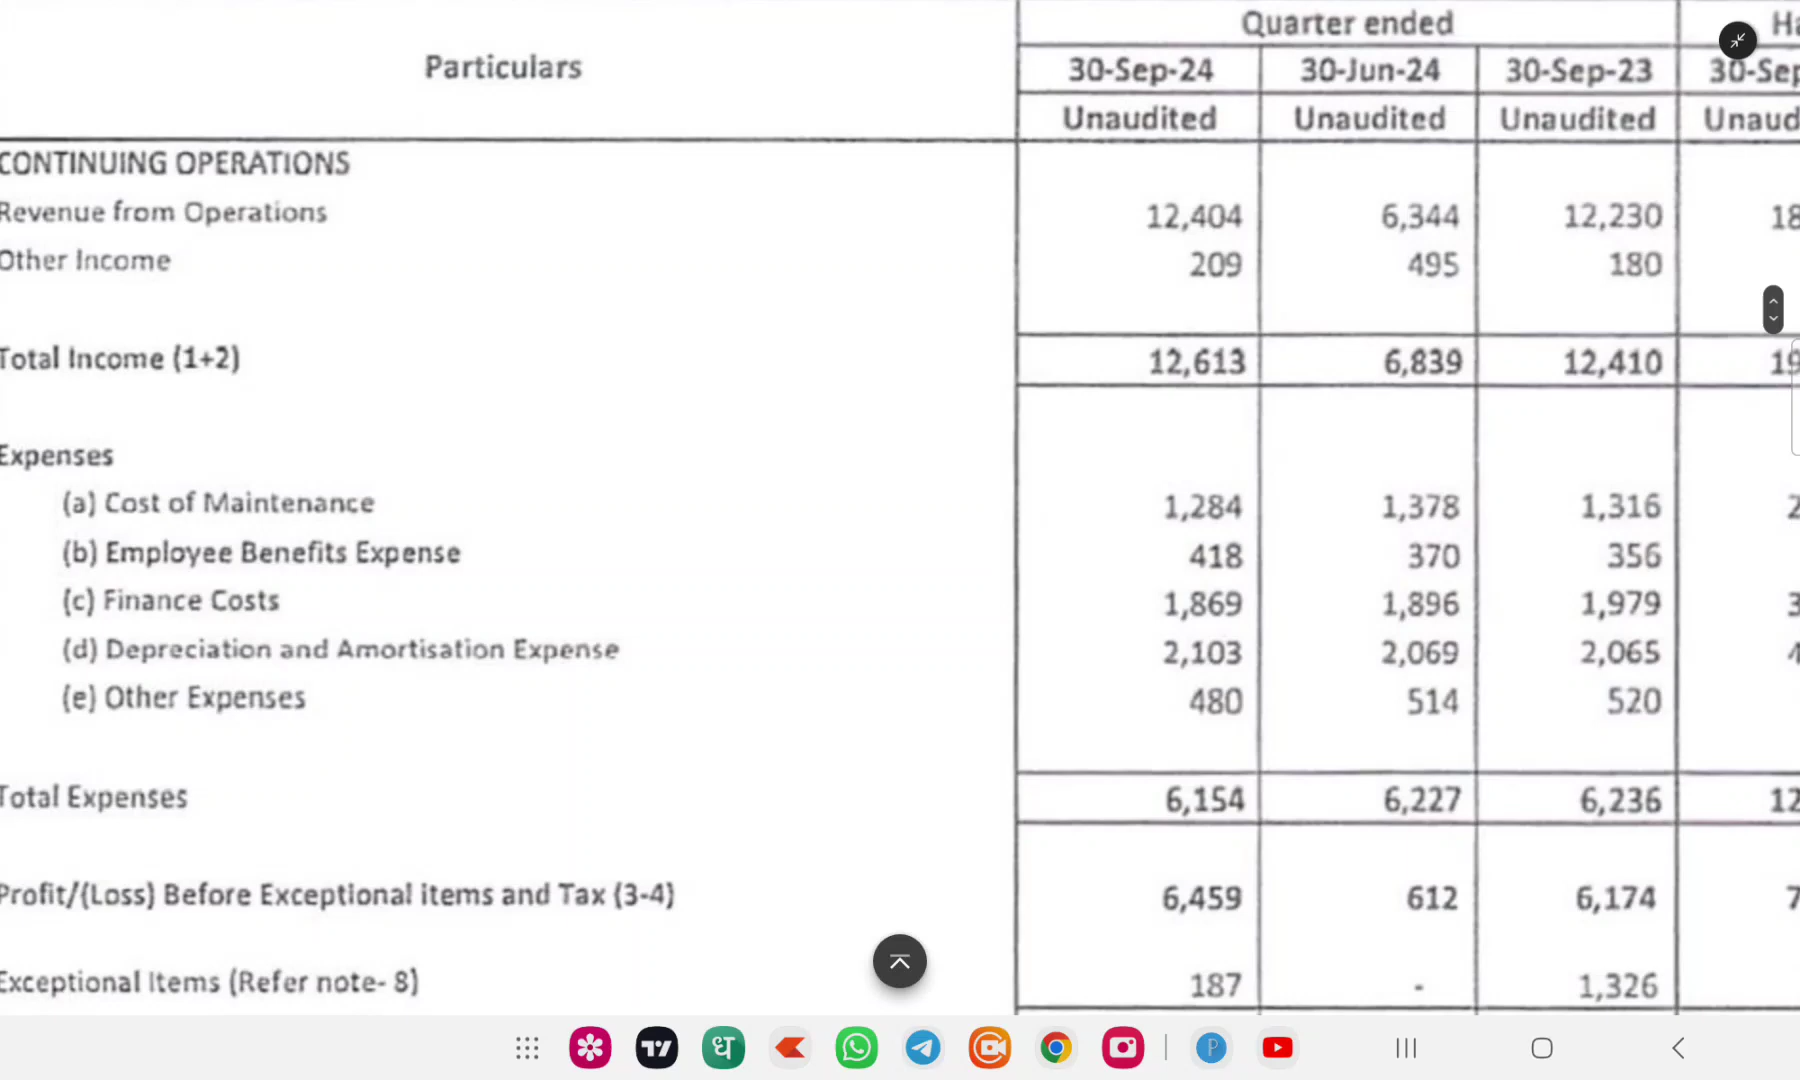 Quarter ended
Particulars 30-Sep-24 30-Jun-24 30-Sep-23
Unaudited Unaudited Unaudited
CONTINUING OPERATIONS
Revenue from Operations 12,404 6,344 12,230
Other Income 209 495 180
Total Income (1+2) 12,613 6,839 12,410
Expenses
(a) Cost of Maintenance 1,284 1,378 1,316
(b) Employee Benefits Expense 418 370 356
(c) Finance Costs 1,869 1,896 1,979
(d) Depreciation and Amortisation Expense 2,103 2,069 2,065
(e) Other Expenses 480 514 520
Total Expenses 6,154 6,227 6,236
Profit/(Loss) Before Exceptional items and Tax (3-4) 6,459 612 6,174
Exceptional Items (Refer note- 8) 187 - 1,326